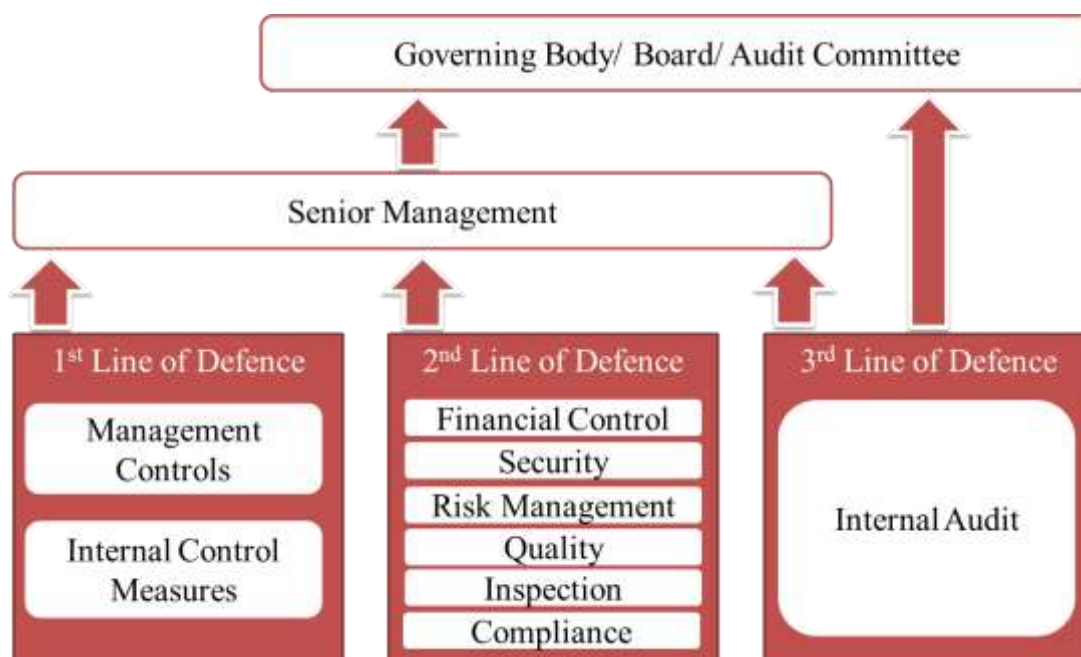 Governing Body/ Board/ Audit Committee
Senior Management
1st Line of Defence
Management
Controls
Internal Control
Measures
2nd Line of Defence
Financial Control
Security
Risk Management
Quality
Inspection
Compliance
3rd Line of Defence
Internal Audit